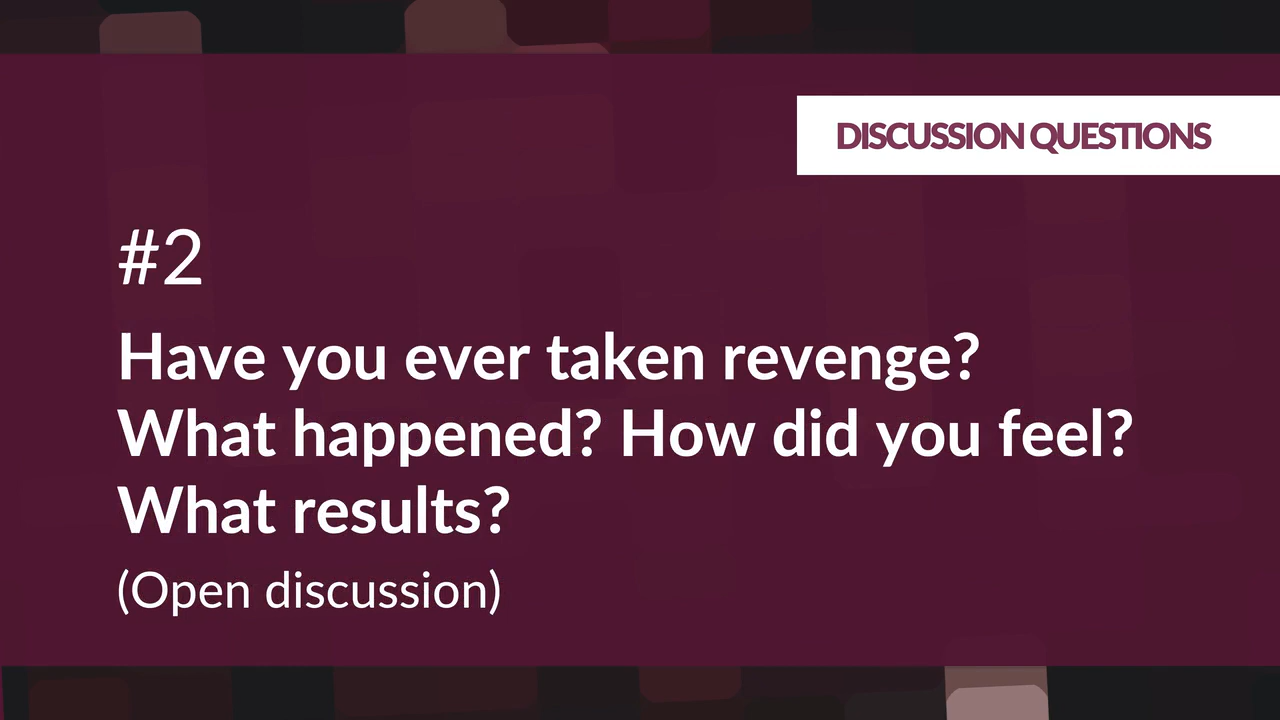 DISCUSSION QUESTIONS
#2
Have you ever taken revenge?
What happened? How did you feel?
What results?
(Open discussion)